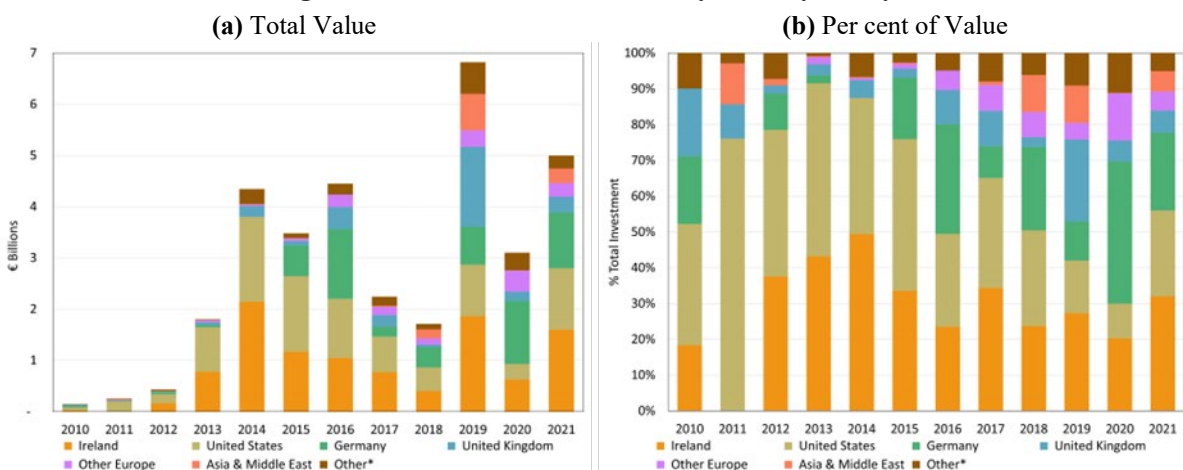 (a) Total Value
7
6
5
4
3
2
1
-
€ Billions
2010 2011 2012 2013 2014 2015 2016 2017 2018 2019 2020 2021
Ireland United States Germany United Kingdom
Other Europe Asia & Middle East Other*
(b) Per cent of Value
100%
90%
80%
70%
60%
50%
40%
30%
20%
10%
0%
% Total Investment
2010 2011 2012 2013 2014 2015 2016 2017 2018 2019 2020 2021
Ireland United States Germany United Kingdom
Other Europe Asia & Middle East Other*